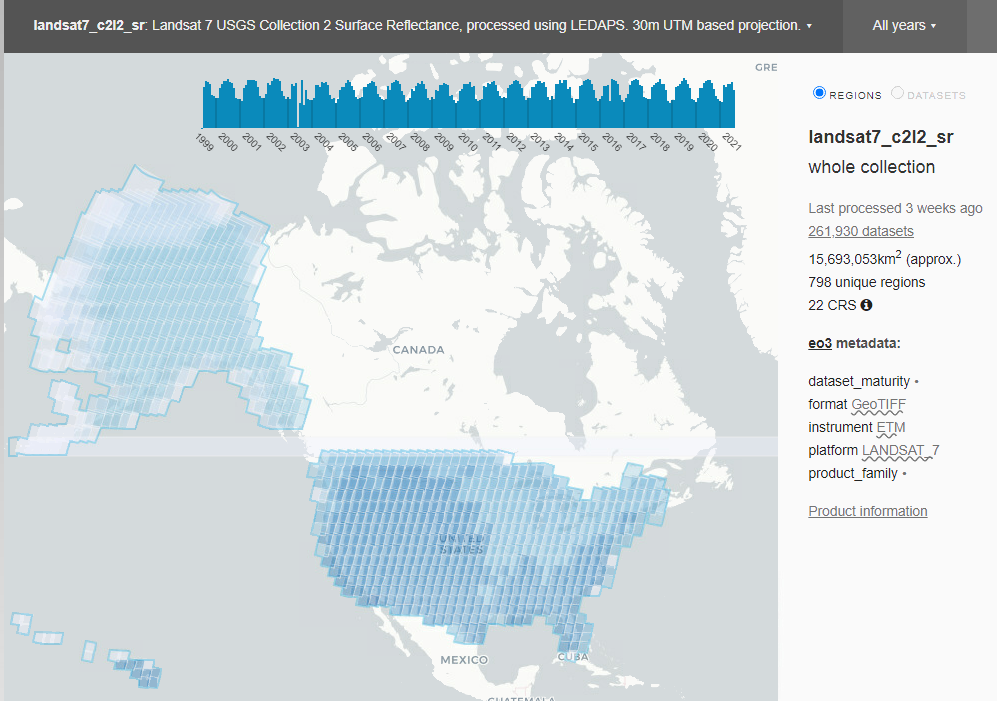 landsat7_c2l2_sr: Landsat 7 USGS Collection 2 Surface Reflectance, processed using LEDAPS. 30m UTM based projection.
All years
GRE
1999 2000 2001 2002 2003 2004 2005 2006 2007 2008 2009 2010 2011 2012 2013 2014 2015 2016 2017 2018 2019 2020 2021
REGIONS DATASETS
landsat7_c2l2_sr
whole collection
Last processed 3 weeks ago
261,930 datasets
15,693,053km2 (approx.)
798 unique regions
22 CRS
eo3 metadata:
dataset_maturity •
format GeoTIFF
instrument ETM
platform LANDSAT_7
product_family •
Product information
CANADA
UNITED
STATES
MEXICO
CUBA
GUATEMALA